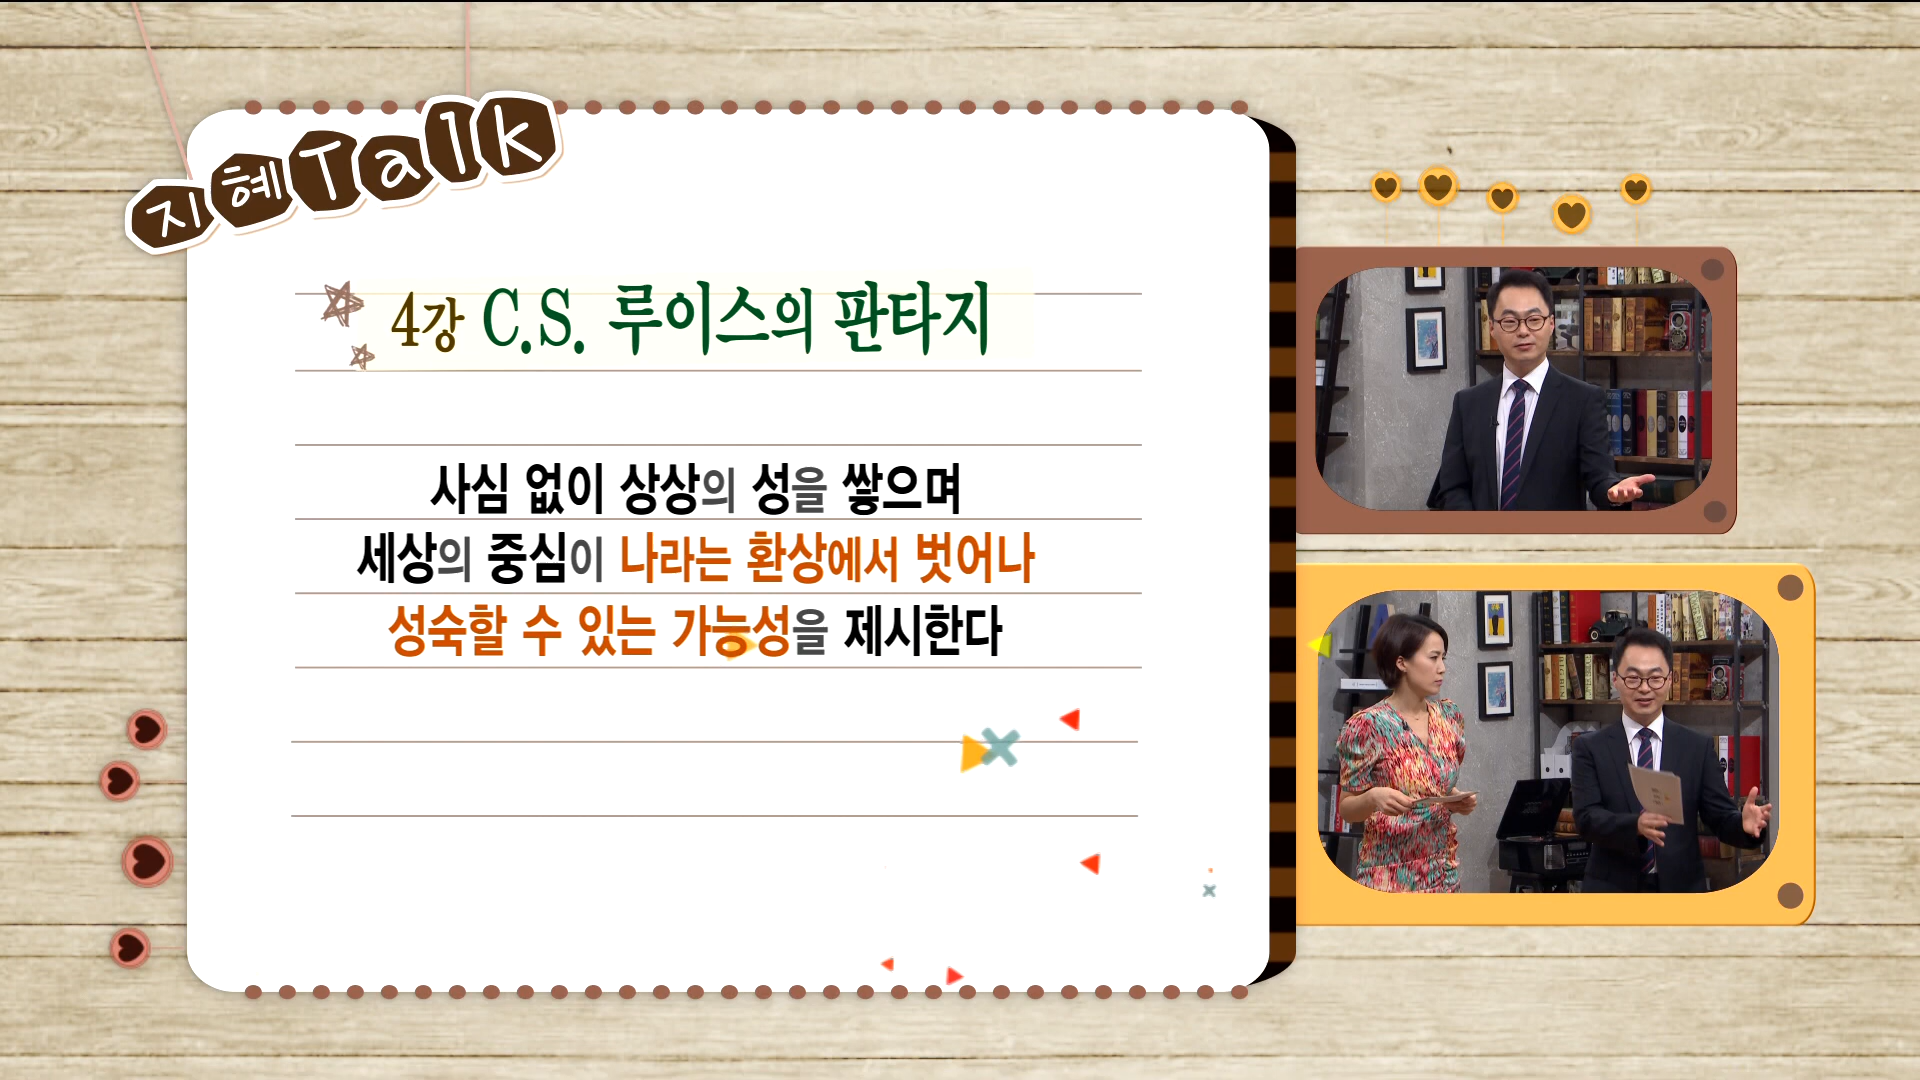 지혜Talk
4강 C.S. 루이스의 판타지
사심 없이 상상의 성을 쌓으며
세상의 중심이 나라는 환상에서 벗어나
성숙할 수 있는 가능성을 제시한다